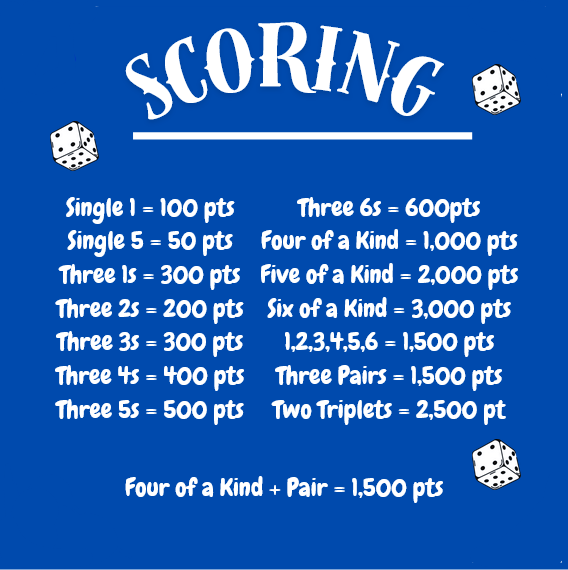 SCORING
Single 1 = 100 pts
Single 5 = 50 pts
Three 1s = 300 pts
Three 2s = 200 pts
Three 3s = 300 pts
Three 4s = 400 pts
Three 5s = 500 pts
Three 6s = 600pts
Four of a Kind = 1,000 pts
Five of a Kind = 2,000 pts
Six of a Kind = 3,000 pts
1,2,3,4,5,6 = 1,500 pts
Three Pairs = 1,500 pts
Two Triplets = 2,500 pt
Four of a Kind + Pair = 1,500 pts